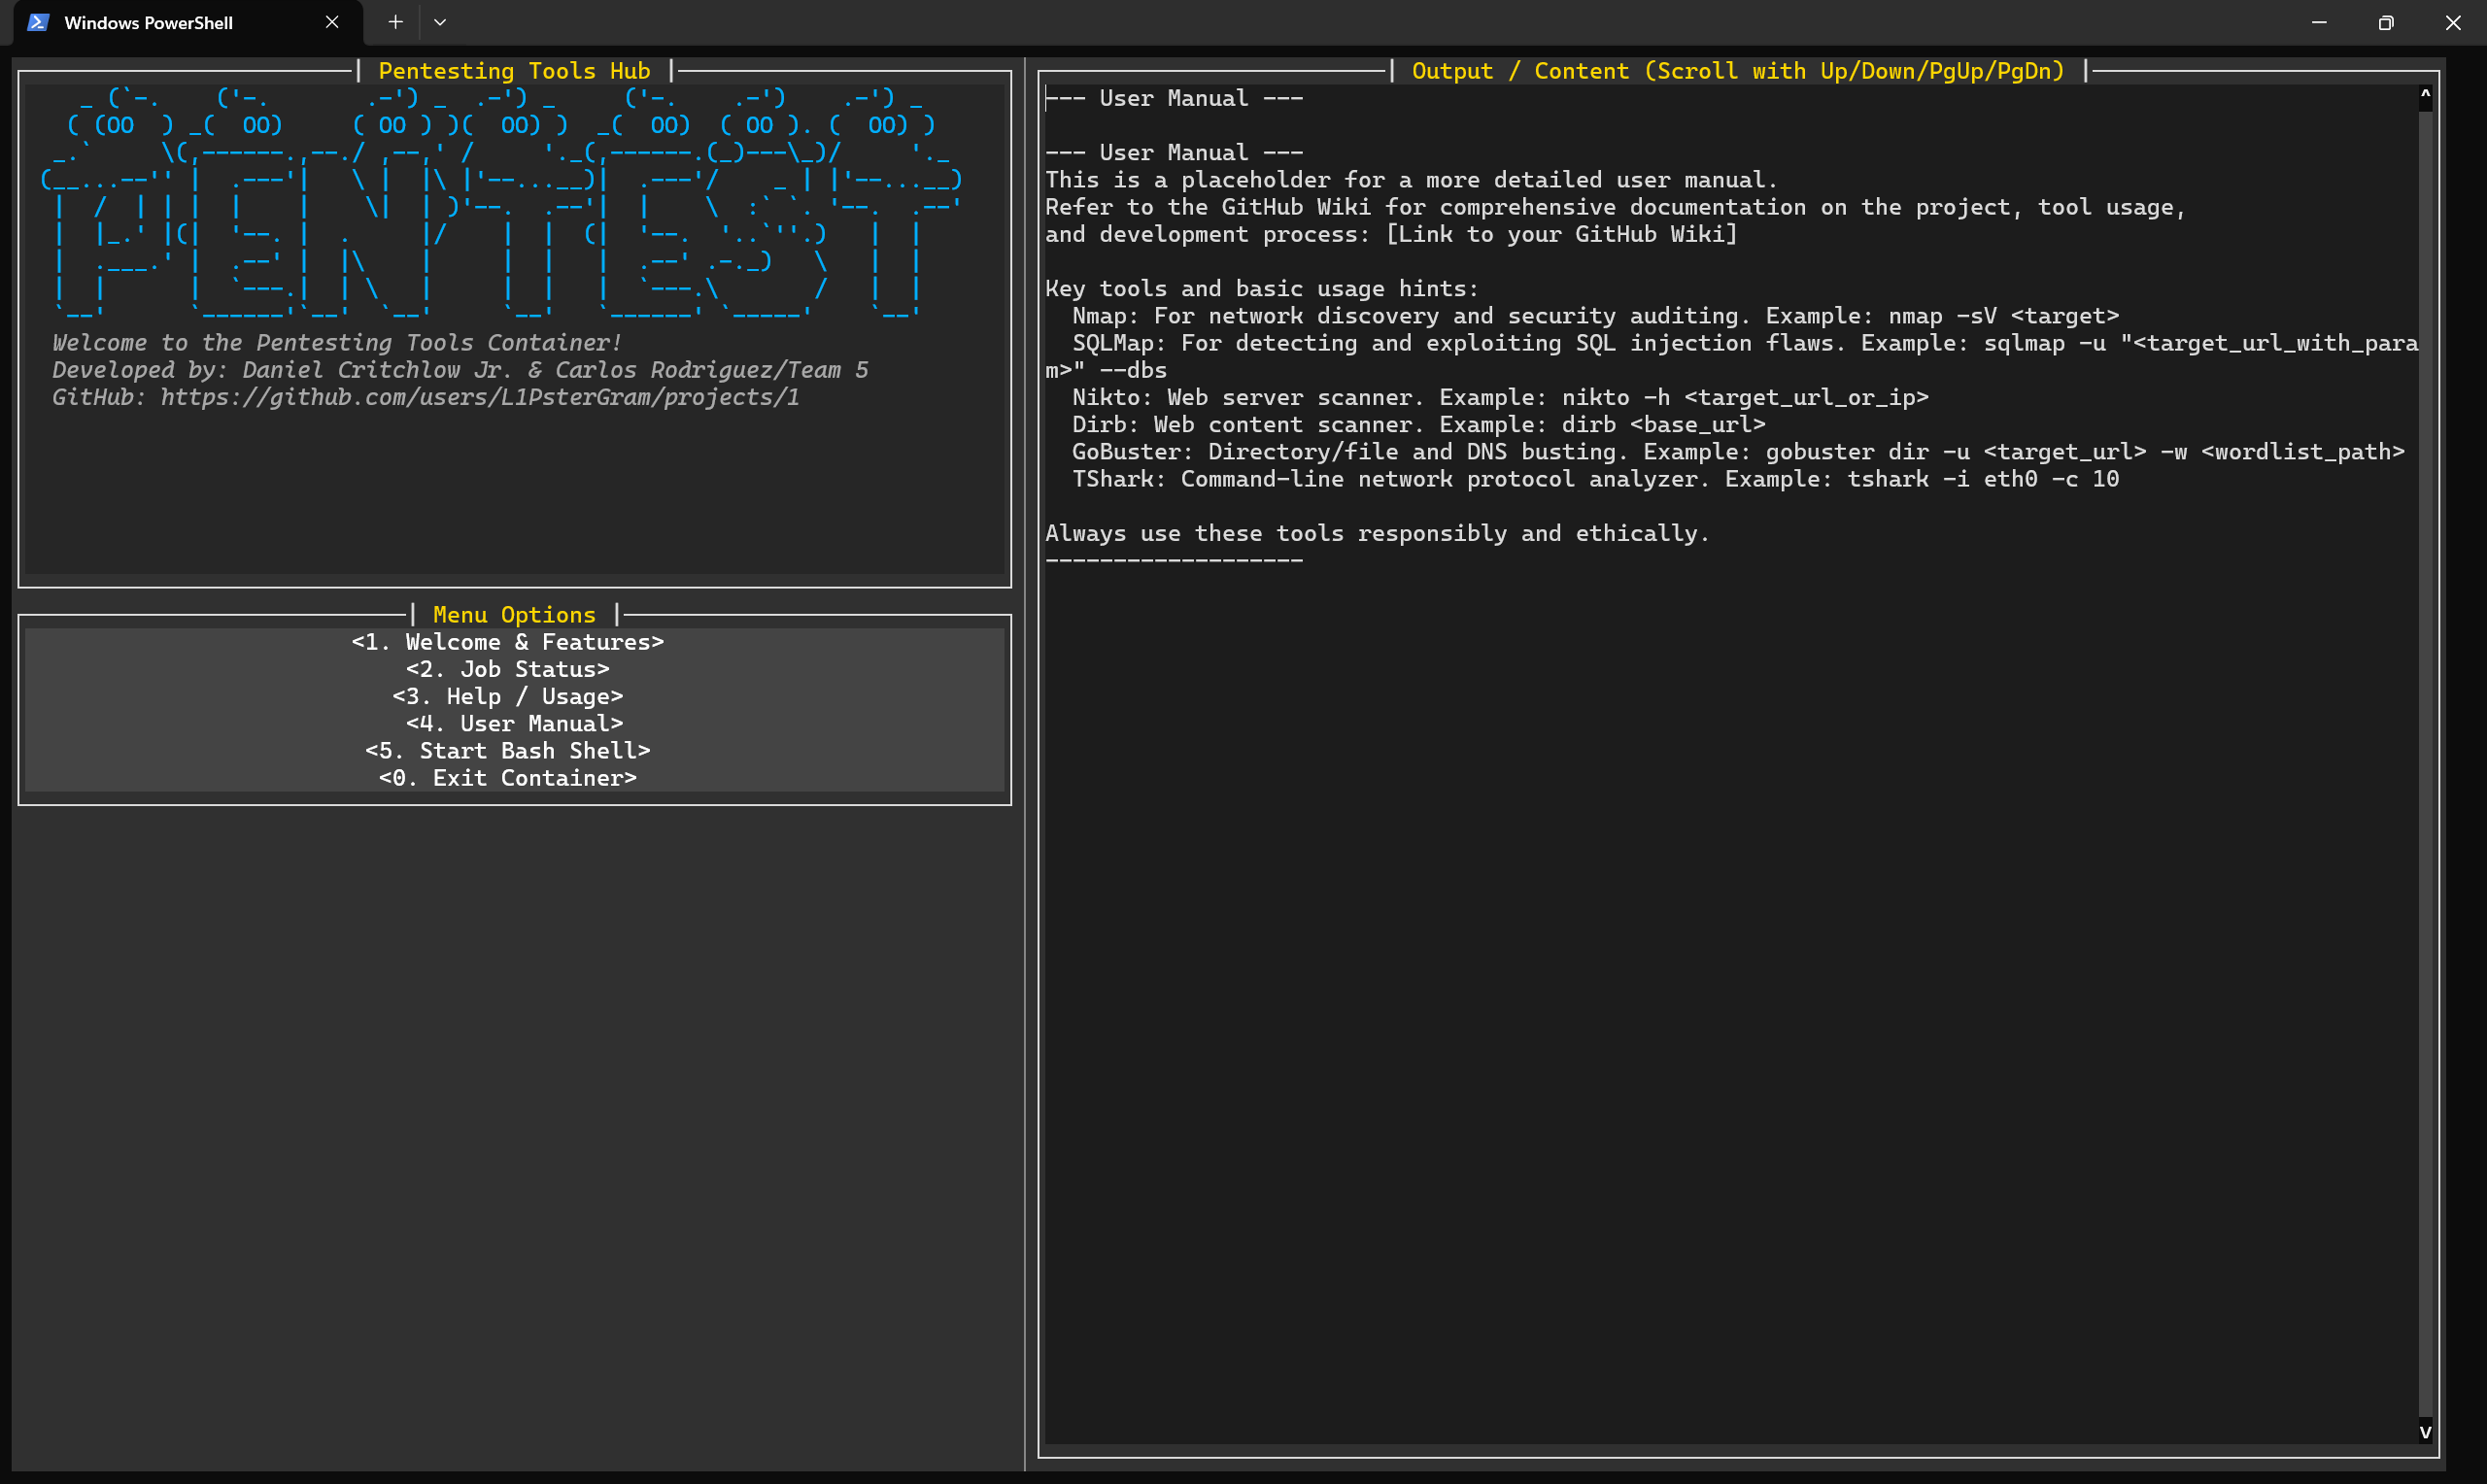 Windows PowerShell
Pentesting Tools Hub
PENTEST
Welcome to the Pentesting Tools Container!
Developed by: Daniel Critchlow Jr. & Carlos Rodriguez/Team 5
GitHub: https://github.com/users/L1PsterGram/projects/1
Menu Options
<1. Welcome & Features>
<2. Job Status>
<3. Help / Usage>
<4. User Manual>
<5. Start Bash Shell>
<0. Exit Container>
Output / Content (Scroll with Up/Down/PgUp/PgDn)
--- User Manual ---
--- User Manual ---
This is a placeholder for a more detailed user manual.
Refer to the GitHub Wiki for comprehensive documentation on the project, tool usage,
and development process: [Link to your GitHub Wiki]
Key tools and basic usage hints:
Nmap: For network discovery and security auditing. Example: nmap -sV <target>
SQLMap: For detecting and exploiting SQL injection flaws. Example: sqlmap -u "<target_url_with_para
m>" --dbs
Nikto: Web server scanner. Example: nikto -h <target_url_or_ip>
Dirb: Web content scanner. Example: dirb <base_url>
GoBuster: Directory/file and DNS busting. Example: gobuster dir -u <target_url> -w <wordlist_path>
TShark: Command-line network protocol analyzer. Example: tshark -i eth0 -c 10
Always use these tools responsibly and ethically.
-------------------